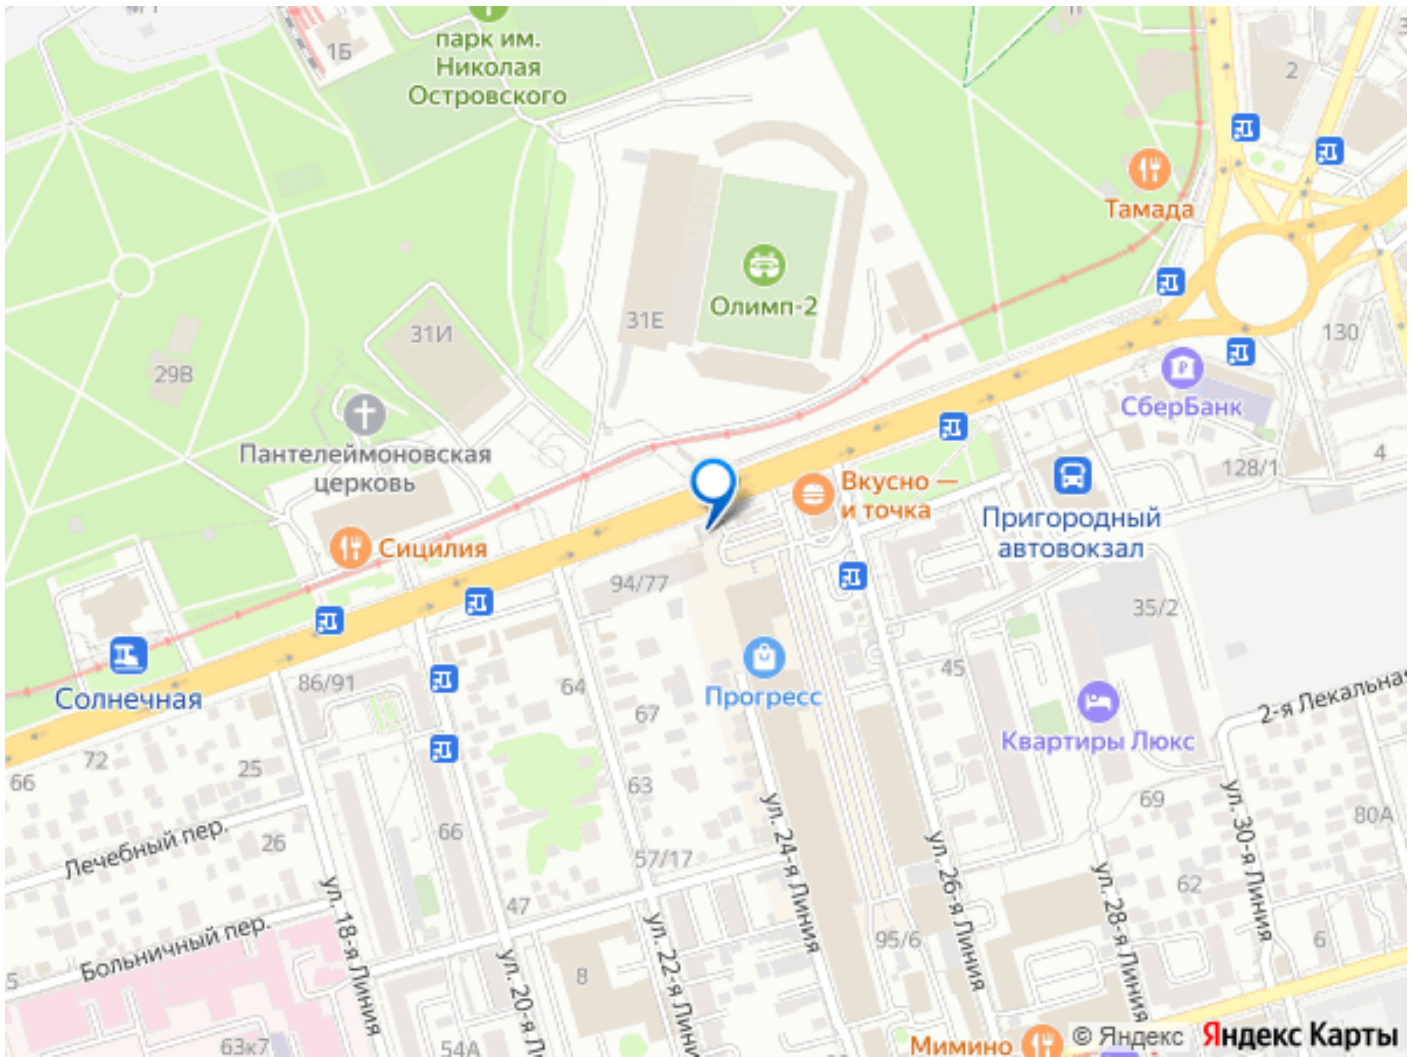 1Б
парк им.
Николая
Островского
2
Тамада
Олимп-2
31Е
31И
130
29В
СберБанк
Пантелеймоновская
церковь
4
128/1
Вкусно —
и точка
Пригородный
автовокзал
Сицилия
94/77
35/2
Солнечная
86/91
64
67
Прогресс
45
2-я Лекальная
Квартиры Люкс
72
66
25
63
69
80А
Лечебный пер.
26
66
57/17
ул. 24-я Линия
ул. 26-я Линия
ул. 28-я Линия
ул. 30-я Линия
62
47
Больничный пер.
ул. 18-я Линия
ул. 20-я Л
ул. 22-я Лини
8
95/6
6
5
63к7
54А
Мимино
© Яндекс Яндекс Карты